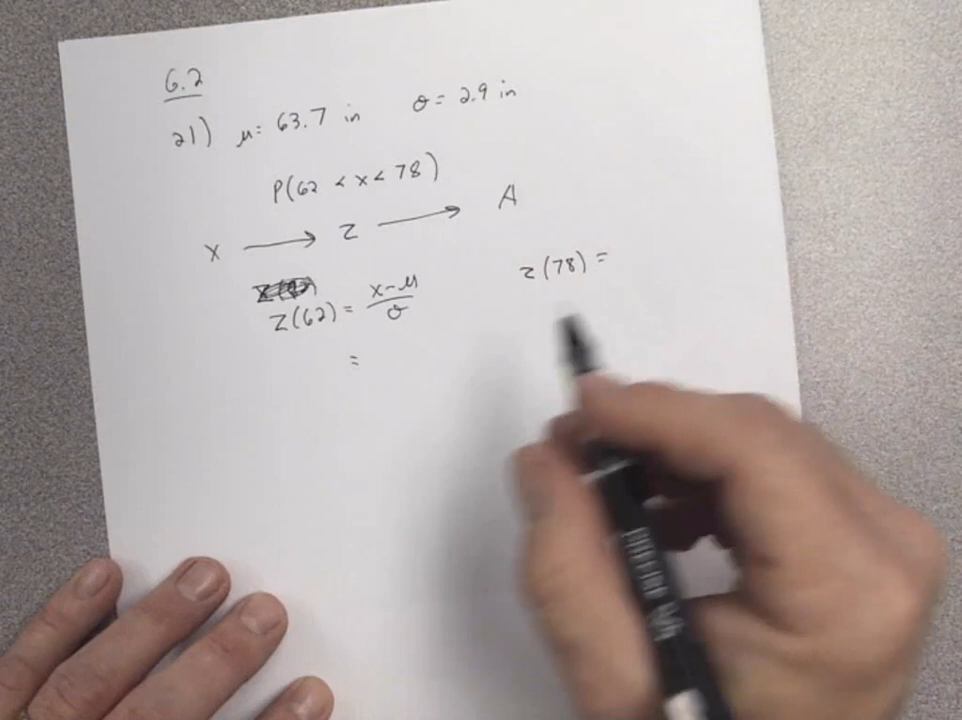 6.2
21) μ= 63.7 in σ= 2.9 in
P(62 < x < 78)
x → z → A
z(62) = x-μ/σ z(78) =
=